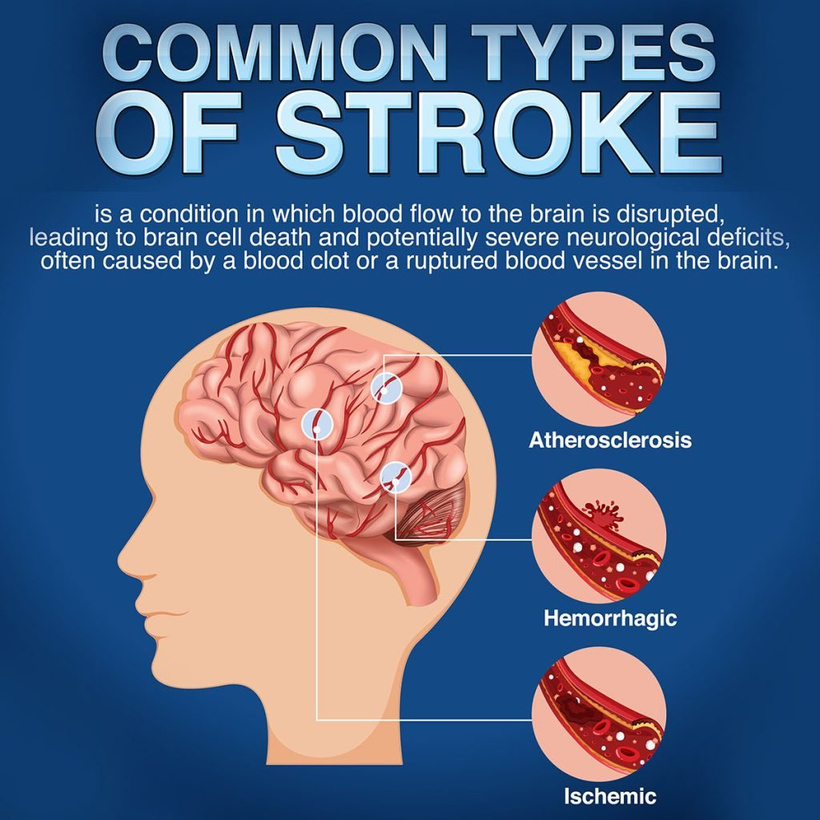 COMMON TYPES
OF STROKE
is a condition in which blood flow to the brain is disrupted,
leading to brain cell death and potentially severe neurological deficits,
often caused by a blood clot or a ruptured blood vessel in the brain.
Atherosclerosis
Hemorrhagic
Ischemic